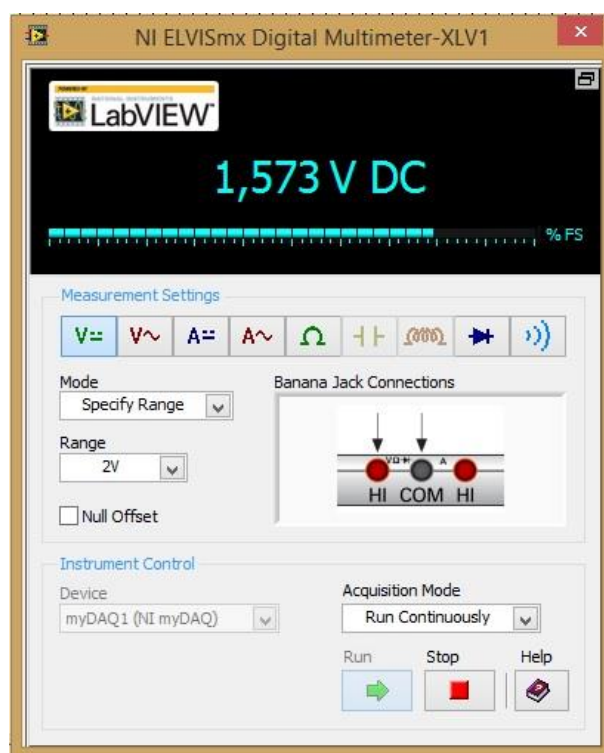 NI ELVISmx Digital Multimeter-XLV1
LabVIEW
1,573 V DC
% FS
Measurement Settings
V V A A Ω
Mode
Specify Range
Banana Jack Connections
Range
2V
VΩ A
HI COM HI
Null Offset
Instrument Control
Device
myDAQ1 (NI myDAQ)
Acquisition Mode
Run Continuously
Run Stop Help